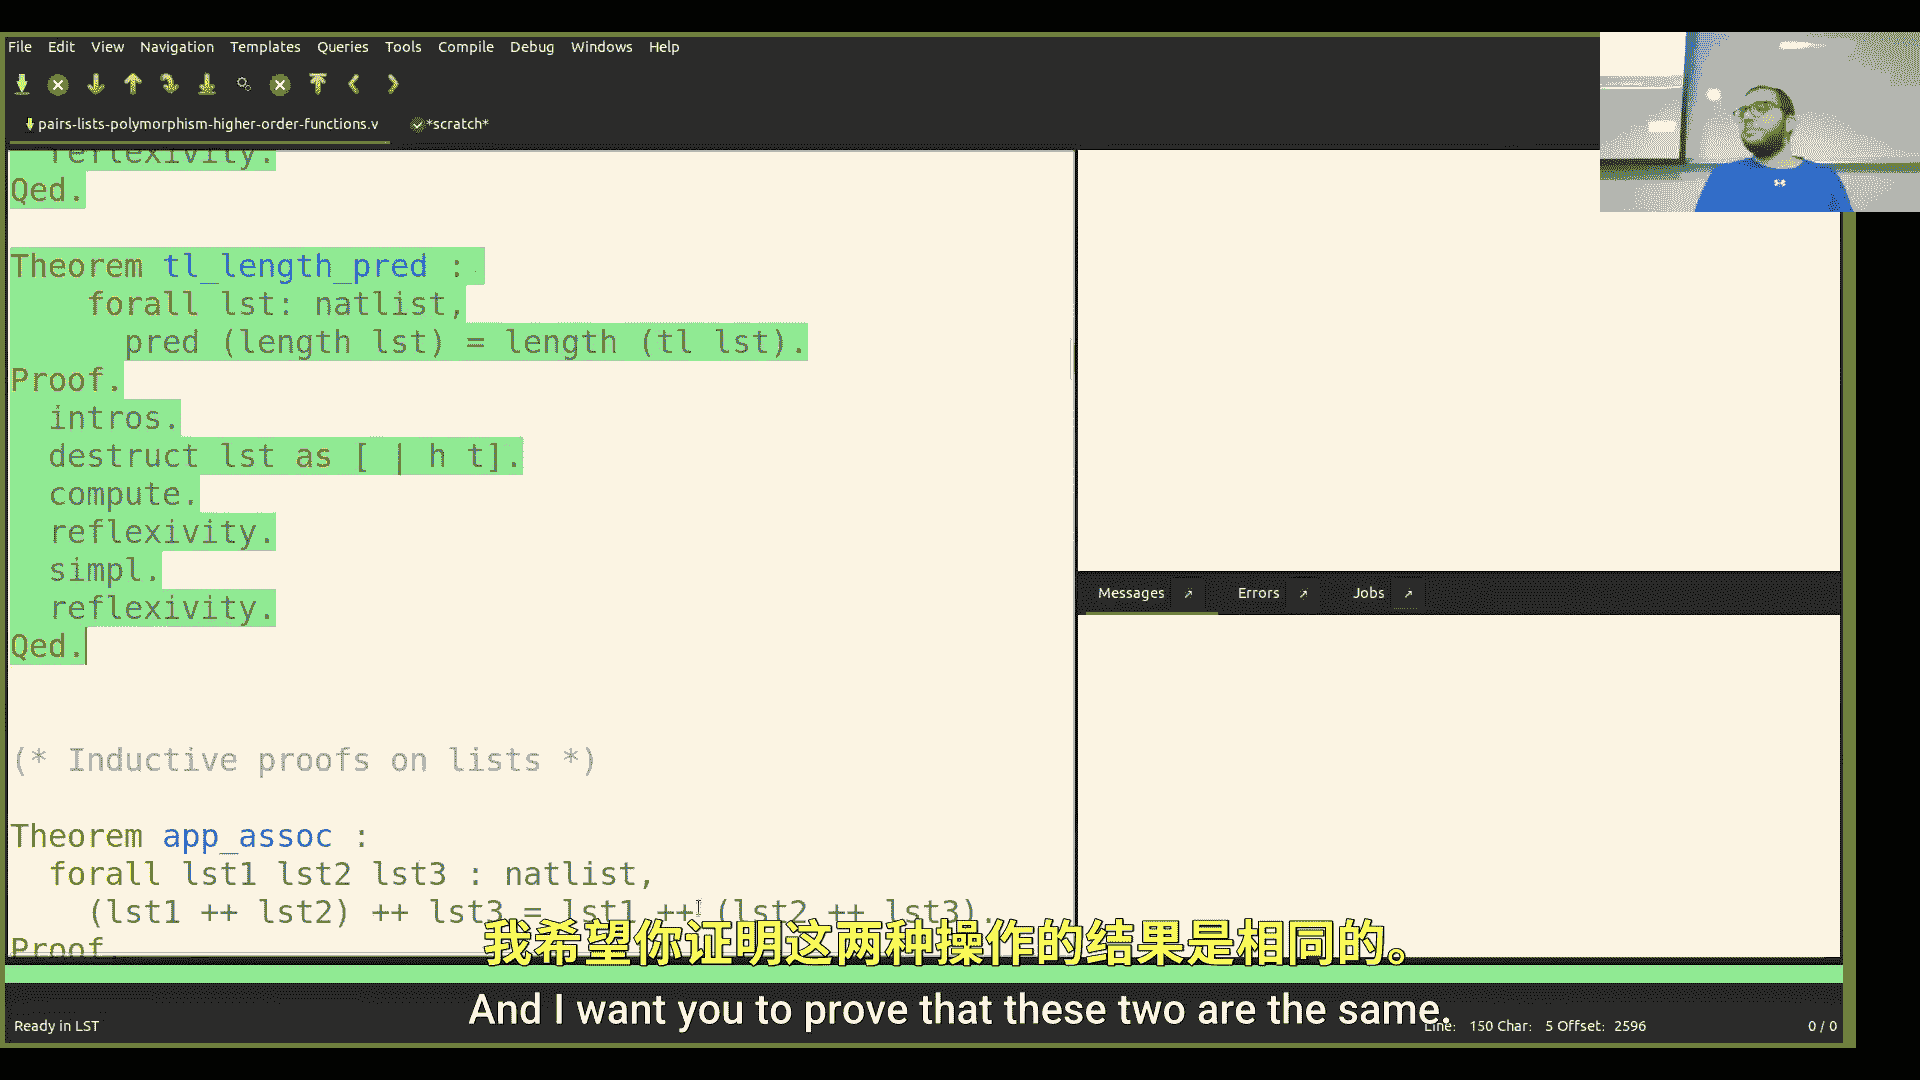 File Edit View Navigation Templates Queries Tools Compile Debug Windows Help
pairs-lists-polymorphism-higher-order-functions.v *scratch*
reflexivity.
Qed.
Theorem tl_length_pred :
forall lst: natlist,
pred (length lst) = length (tl lst).
Proof.
intros.
destruct lst as [ | h t].
compute.
reflexivity.
simpl.
reflexivity.
Qed.
(* Inductive proofs on lists *)
Theorem app_assoc :
forall lst1 lst2 lst3 : natlist,
(lst1 ++ lst2) ++ lst3 = lst1 ++ (lst2 ++ lst3).
Proof.
Messages Errors Jobs
我希望你证明这两种操作的结果是相同的。
And I want you to prove that these two are the same.
Ready in LST Line: 150 Char: 5 Offset: 2596 0 / 0